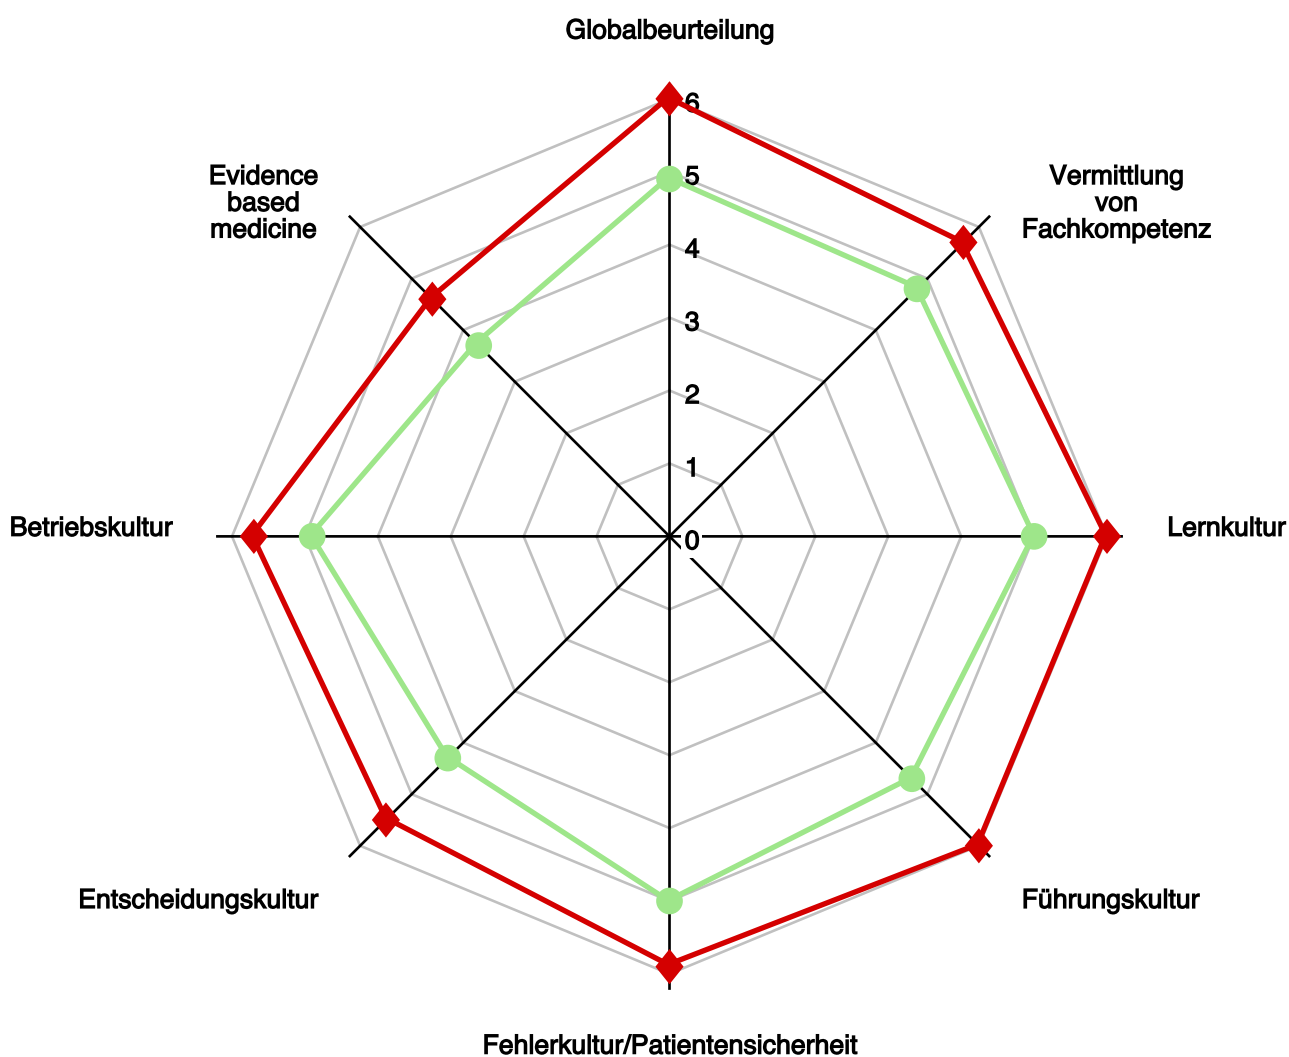 Globalbeurteilung
6
Evidence
based
medicine
5
Vermittlung
von
Fachkompetenz
4
3
2
1
Betriebskultur
0
Lernkultur
Entscheidungskultur
Führungskultur
Fehlerkultur/Patientensicherheit